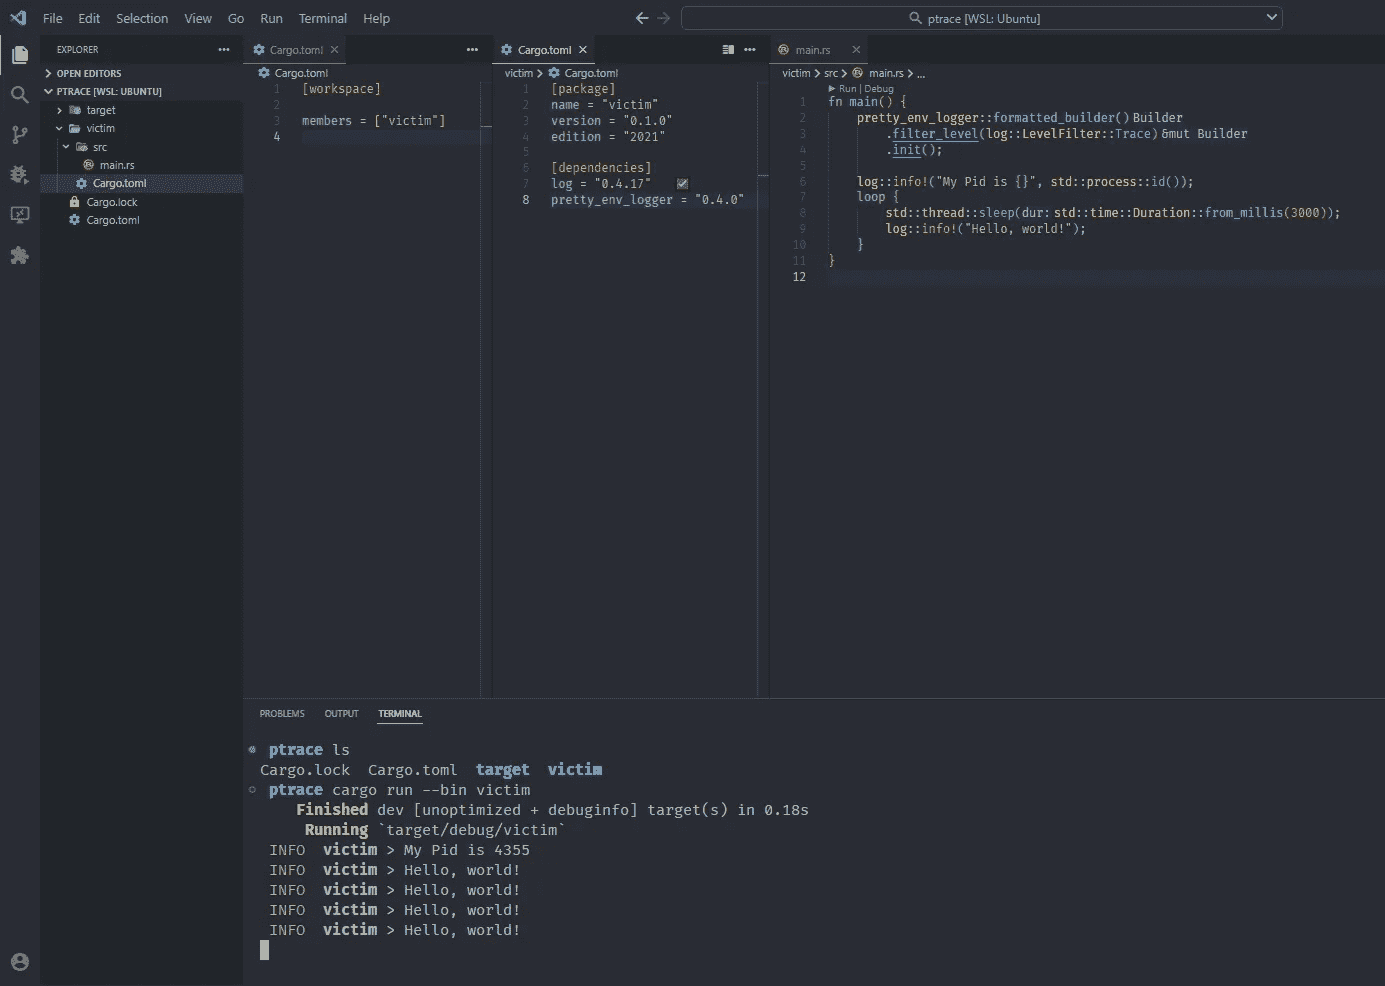 File Edit Selection View Go Run Terminal Help
ptrace [WSL: Ubuntu]
EXPLORER
OPEN EDITORS
PTRACE [WSL: UBUNTU]
target
victim
src
main.rs
Cargo.toml
Cargo.lock
Cargo.toml
Cargo.toml
Cargo.toml
1 [workspace]
2
3 members = ["victim"]
4
Cargo.toml
victim > Cargo.toml
1 [package]
2 name = "victim"
3 version = "0.1.0"
4 edition = "2021"
5
6 [dependencies]
7 log = "0.4.17"
8 pretty_env_logger = "0.4.0"
main.rs
victim > src > main.rs > ...
Run | Debug
1 fn main() {
2 pretty_env_logger::formatted_builder() Builder
3 .filter_level(log::LevelFilter::Trace) &mut Builder
4 .init();
5
6 log::info!("My Pid is {}", std::process::id());
7 loop {
8 std::thread::sleep(dur: std::time::Duration::from_millis(3000));
9 log::info!("Hello, world!");
10 }
11 }
12
PROBLEMS OUTPUT TERMINAL
ptrace ls
Cargo.lock Cargo.toml target victim
ptrace cargo run --bin victim
Finished dev [unoptimized + debuginfo] target(s) in 0.18s
Running `target/debug/victim`
INFO victim > My Pid is 4355
INFO victim > Hello, world!
INFO victim > Hello, world!
INFO victim > Hello, world!
INFO victim > Hello, world!